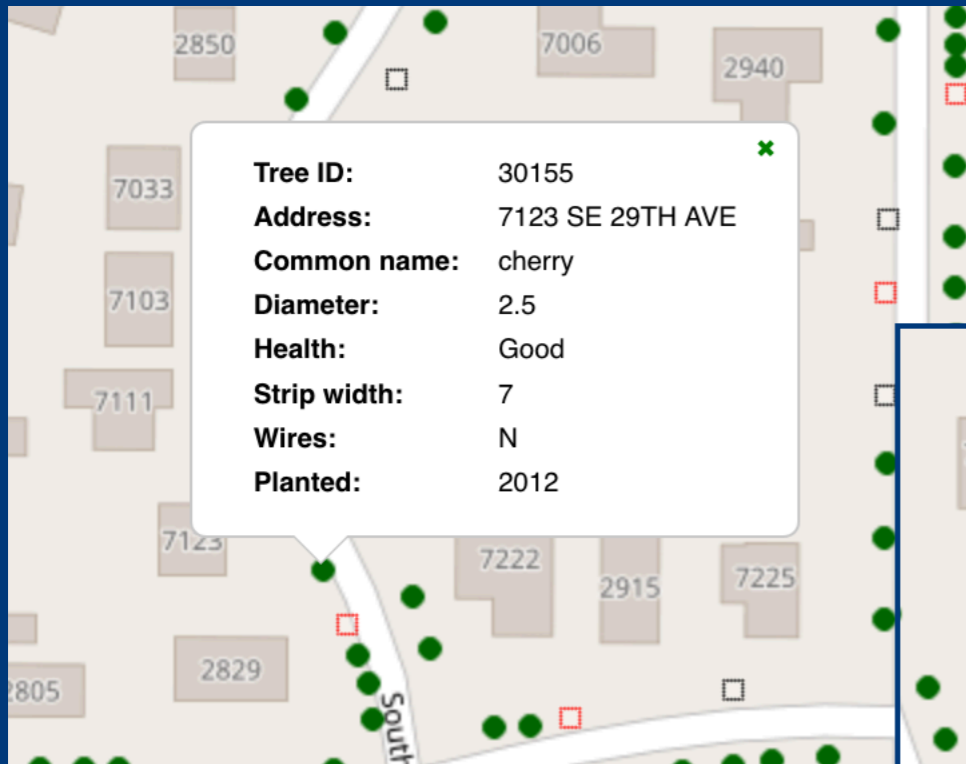 2850
7006
2940
7033
Tree ID: 30155
Address: 7123 SE 29TH AVE
Common name: cherry
Diameter: 2.5
Health: Good
Strip width: 7
Wires: N
Planted: 2012
7103
7111
7123
7222
2915
7225
2829
2805
South